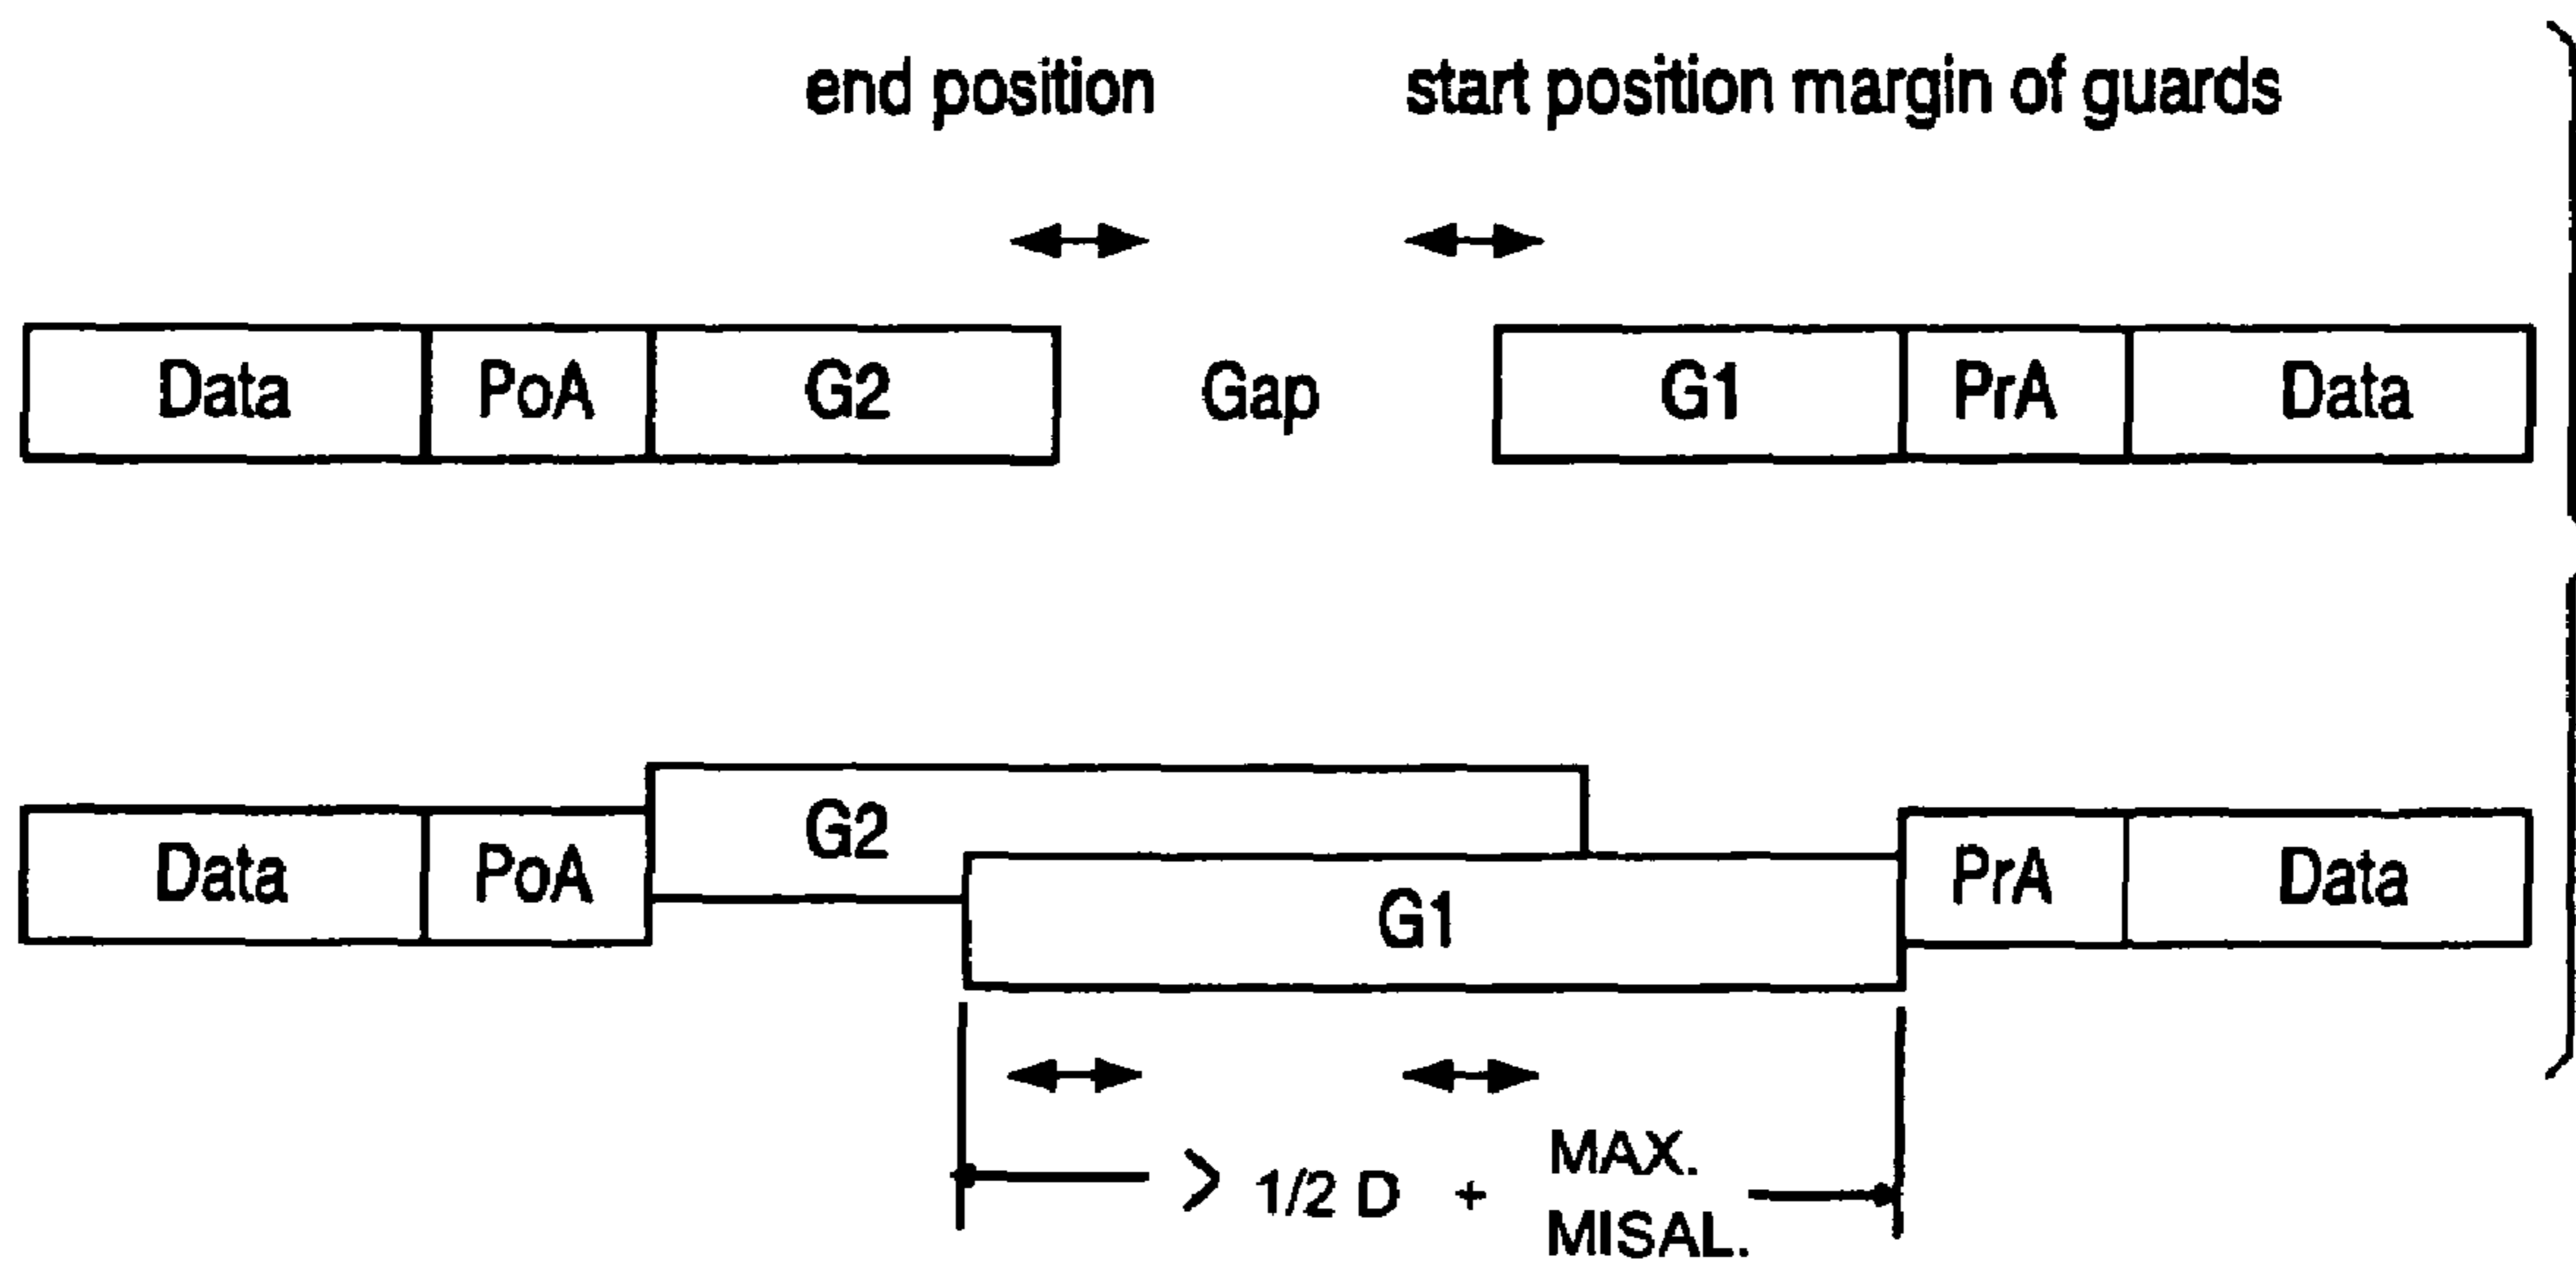 end position start position margin of guards
Data PoA G2 Gap G1 PrA Data
G2
Data PoA PrA Data
G1
> 1/2 D + MAX. MISAL.